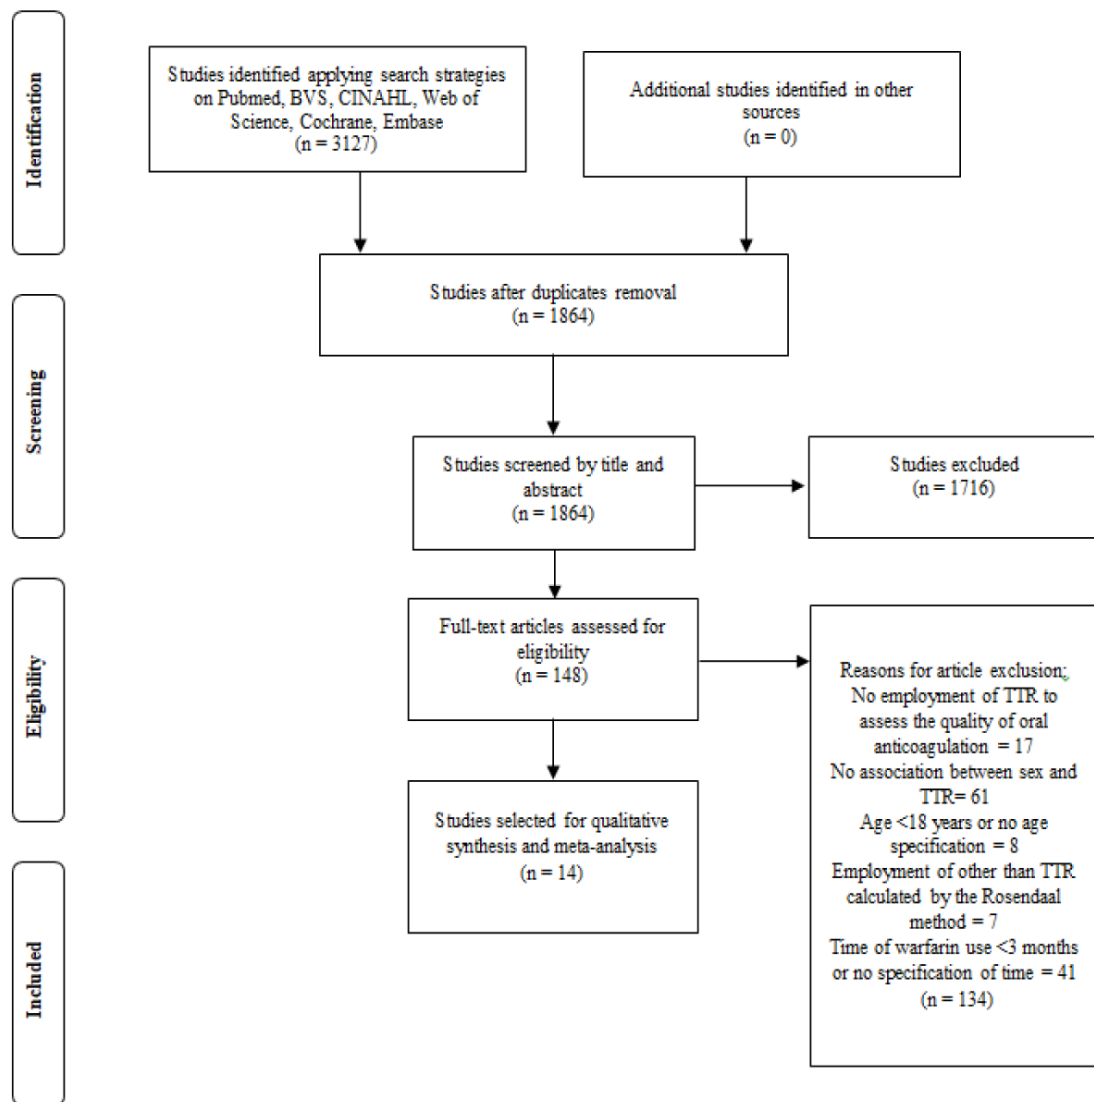 Identification
Studies identified applying search strategies
on Pubmed, BVS, CINAHL, Web of
Science, Cochrane, Embase
(n = 3127)
Additional studies identified in other
sources
(n = 0)
Studies after duplicates removal
(n = 1864)
Screening
Studies screened by title and
abstract
(n = 1864)
Studies excluded
(n = 1716)
Eligibility
Full-text articles assessed for
eligibility
(n = 148)
Reasons for article exclusion;
No employment of TTR to
assess the quality of oral
anticoagulation = 17
No association between sex and
TTR= 61
Age <18 years or no age
specification = 8
Employment of other than TTR
calculated by the Rosendaal
method = 7
Time of warfarin use <3 months
or no specification of time = 41
(n = 134)
Included
Studies selected for qualitative
synthesis and meta-analysis
(n = 14)